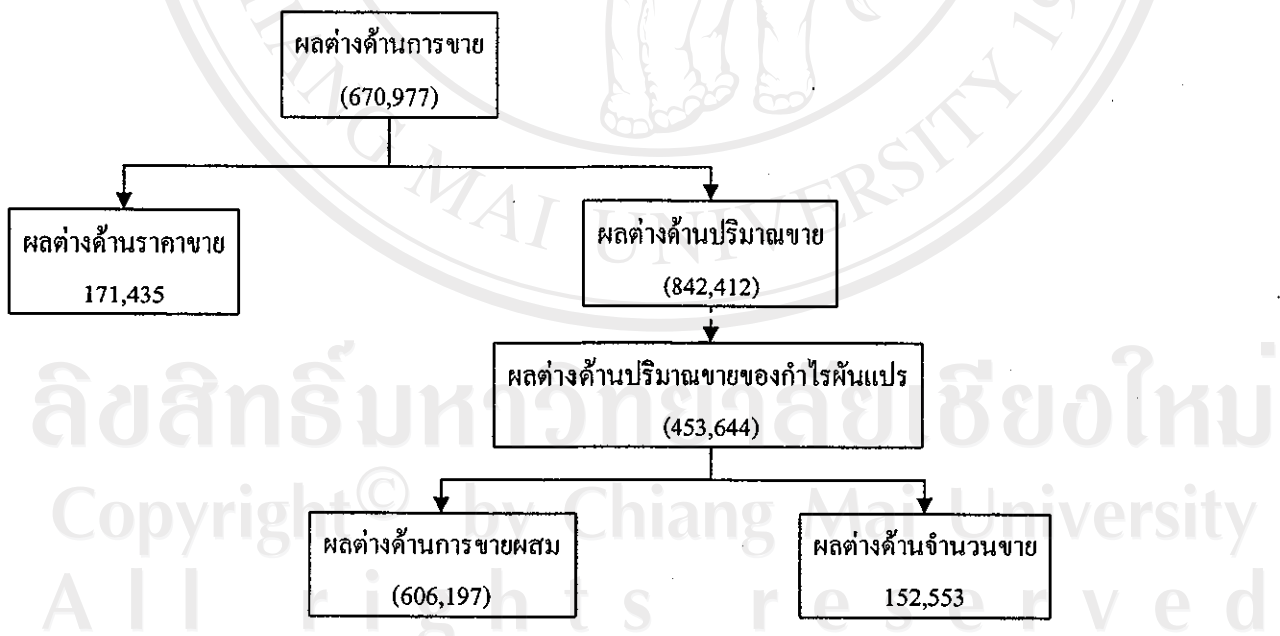 ผลต่างด้านการขาย
(670,977)
ผลต่างด้านราคาขาย
171,435
ผลต่างด้านปริมาณขาย
(842,412)
ผลต่างด้านปริมาณขายของกำไรผันแปร
(453,644)
ผลต่างด้านการขายผสม
(606,197)
ผลต่างด้านจำนวนขาย
152,553
CHIANG MAI UNIVERSITY 19
ลิขสิทธิ์มหาวิทยาลัยเชียงใหม่
Copyright© by Chiang Mai University
All rights reserved